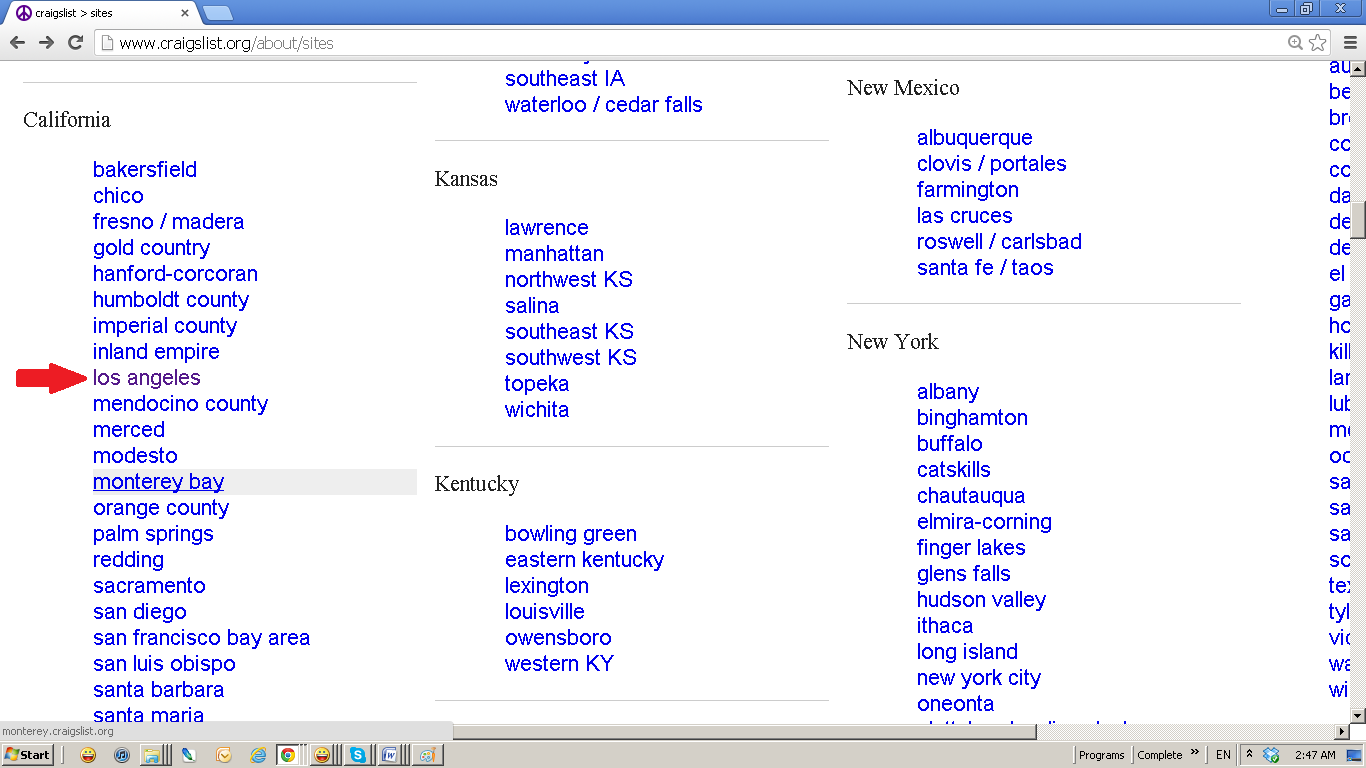 craigslist > sites
www.craigslist.org/about/sites
California
bakersfield
chico
fresno / madera
gold country
hanford-corcoran
humboldt county
imperial county
inland empire
los angeles
mendocino county
merced
modesto
monterey bay
orange county
palm springs
redding
sacramento
san diego
san francisco bay area
san luis obispo
santa barbara
santa maria
southeast IA
waterloo / cedar falls
Kansas
lawrence
manhattan
northwest KS
salina
southeast KS
southwest KS
topeka
wichita
Kentucky
bowling green
eastern kentucky
lexington
louisville
owensboro
western KY
New Mexico
albuquerque
clovis / portales
farmington
las cruces
roswell / carlsbad
santa fe / taos
New York
albany
binghamton
buffalo
catskills
chautauqua
elmira-corning
finger lakes
glens falls
hudson valley
ithaca
long island
new york city
oneonta
au
be
br
co
co
da
de
de
el
ga
ho
kill
lar
lub
mc
oc
sa
sa
sa
so
tex
tyl
vic
wa
wi
monterey.craigslist.org
Start
Programs
Complete
EN
2:47 AM